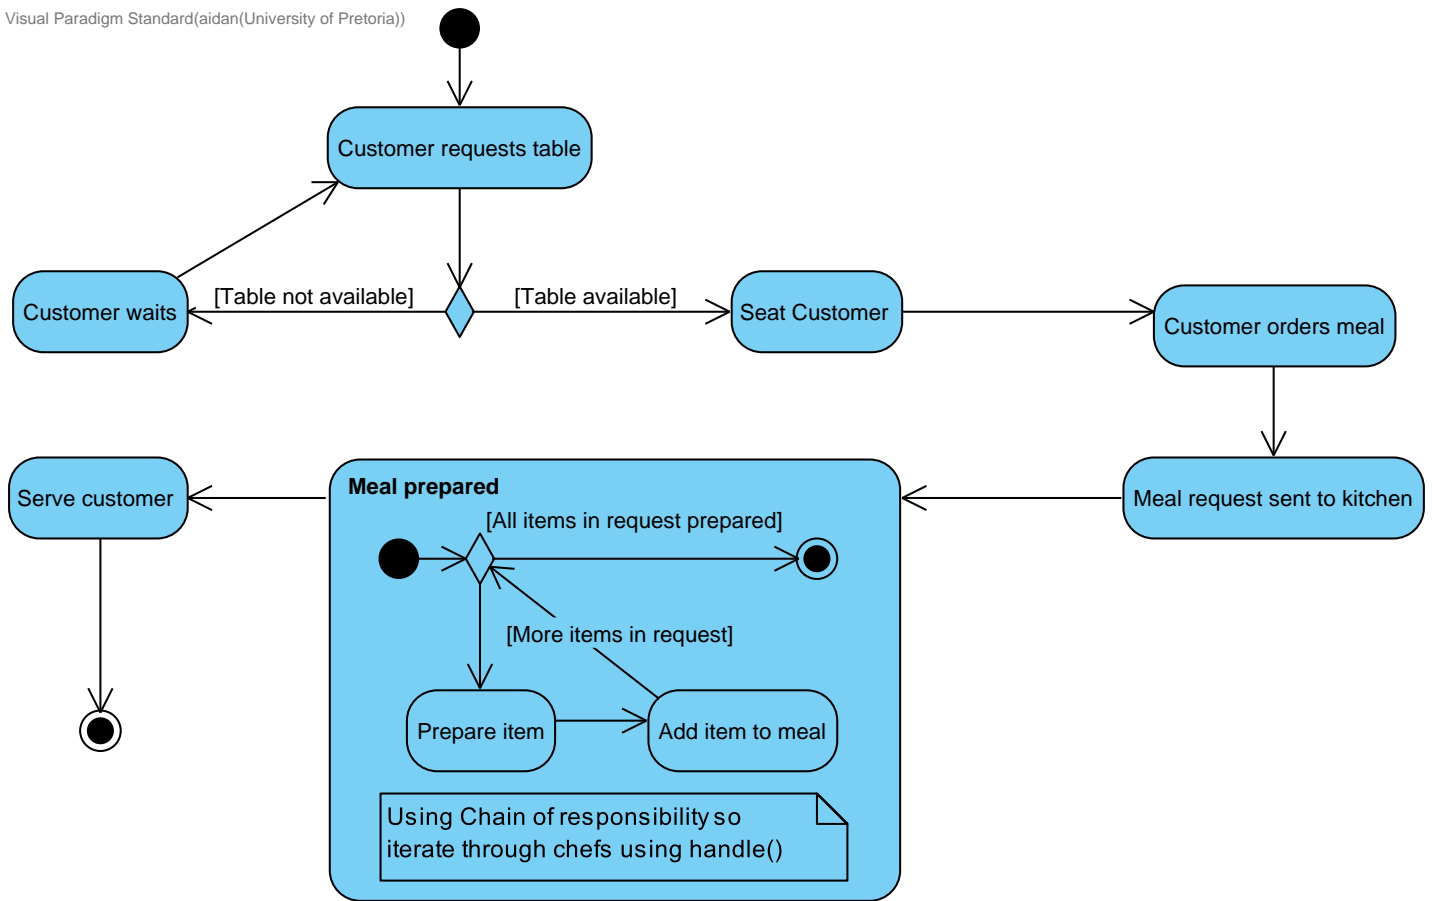 Visual Paradigm Standard(aidan(University of Pretoria))
Customer requests table
Customer waits
[Table not available]
[Table available]
Seat Customer
Customer orders meal
Serve customer
Meal prepared
Meal request sent to kitchen
[All items in request prepared]
[More items in request]
Prepare item
Add item to meal
Using Chain of responsibility so
iterate through chefs using handle()